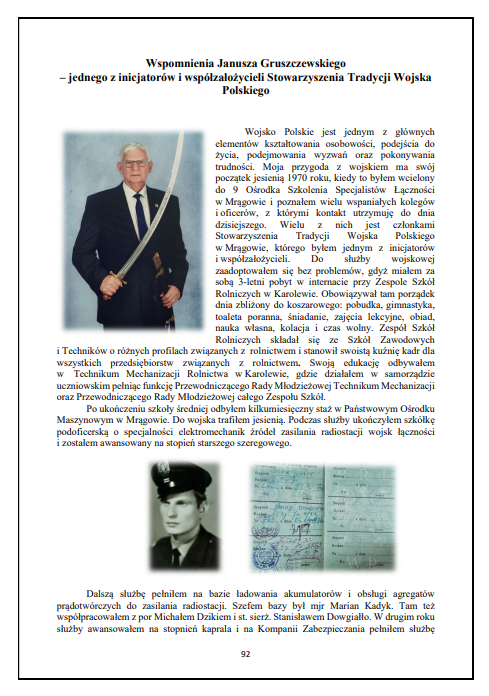 Wspomnienia Janusza Gruszczewskiego
– jednego z inicjatorów i współzałożycieli Stowarzyszenia Tradycji Wojska
Polskiego
Wojsko Polskie jest jednym z głównych
elementów kształtowania osobowości, podejścia do
życia, podejmowania wyzwań oraz pokonywania
trudności. Moja przygoda z wojskiem ma swój
początek jesienią 1970 roku, kiedy to byłem wcielony
do 9 Ośrodka Szkolenia Specjalistów Łączności
w Mrągowie i poznałem wielu wspaniałych kolegów
i oficerów, z którymi kontakt utrzymuję do dnia
dzisiejszego. Wielu z nich jest członkami
Stowarzyszenia Tradycji Wojska Polskiego
w Mrągowie, którego byłem jednym z inicjatorów
i współzałożycieli. Do służby wojskowej
zaadoptowałem się bez problemów, gdyż miałem za
sobą 3-letni pobyt w internacie przy Zespole Szkół
Rolniczych w Karolewie. Obowiązywał tam porządek
dnia zbliżony do koszarowego: pobudka, gimnastyka,
toaleta poranna, śniadanie, zajęcia lekcyjne, obiad,
nauka własna, kolacja i czas wolny. Zespół Szkół
Rolniczych składał się ze Szkół Zawodowych
i Techników o różnych profilach związanych z rolnictwem i stanowił swoistą kuźnię kadr dla
wszystkich przedsiębiorstw związanych z rolnictwem. Swoją edukację odbywałem
w Technikum Mechanizacji Rolnictwa w Karolewie, gdzie działałem w samorządzie
uczniowskim pełniąc funkcję Przewodniczącego Rady Młodzieżowej Technikum Mechanizacji
oraz Przewodniczącego Rady Młodzieżowej całego Zespołu Szkół.
Po ukończeniu szkoły średniej odbyłem kilkumiesięczny staż w Państwowym Ośrodku
Maszynowym w Mrągowie. Do wojska trafiłem jesienią. Podczas służby ukończyłem szkółkę
podoficerską o specjalności elektromechanik źródeł zasilania radiostacji wojsk łączności
i zostałem awansowany na stopień starszego szeregowego.
Dalszą służbę pełniłem na bazie ładowania akumulatorów i obsługi agregatów
prądotwórczych do zasilania radiostacji. Szefem bazy był mjr Marian Kadyk. Tam też
współpracowałem z por Michałem Dzikiem i st. sierż. Stanisławem Dowgiałło. W drugim roku
służby awansowałem na stopień kaprala i na Kompanii Zabezpieczania pełniłem służbę
92